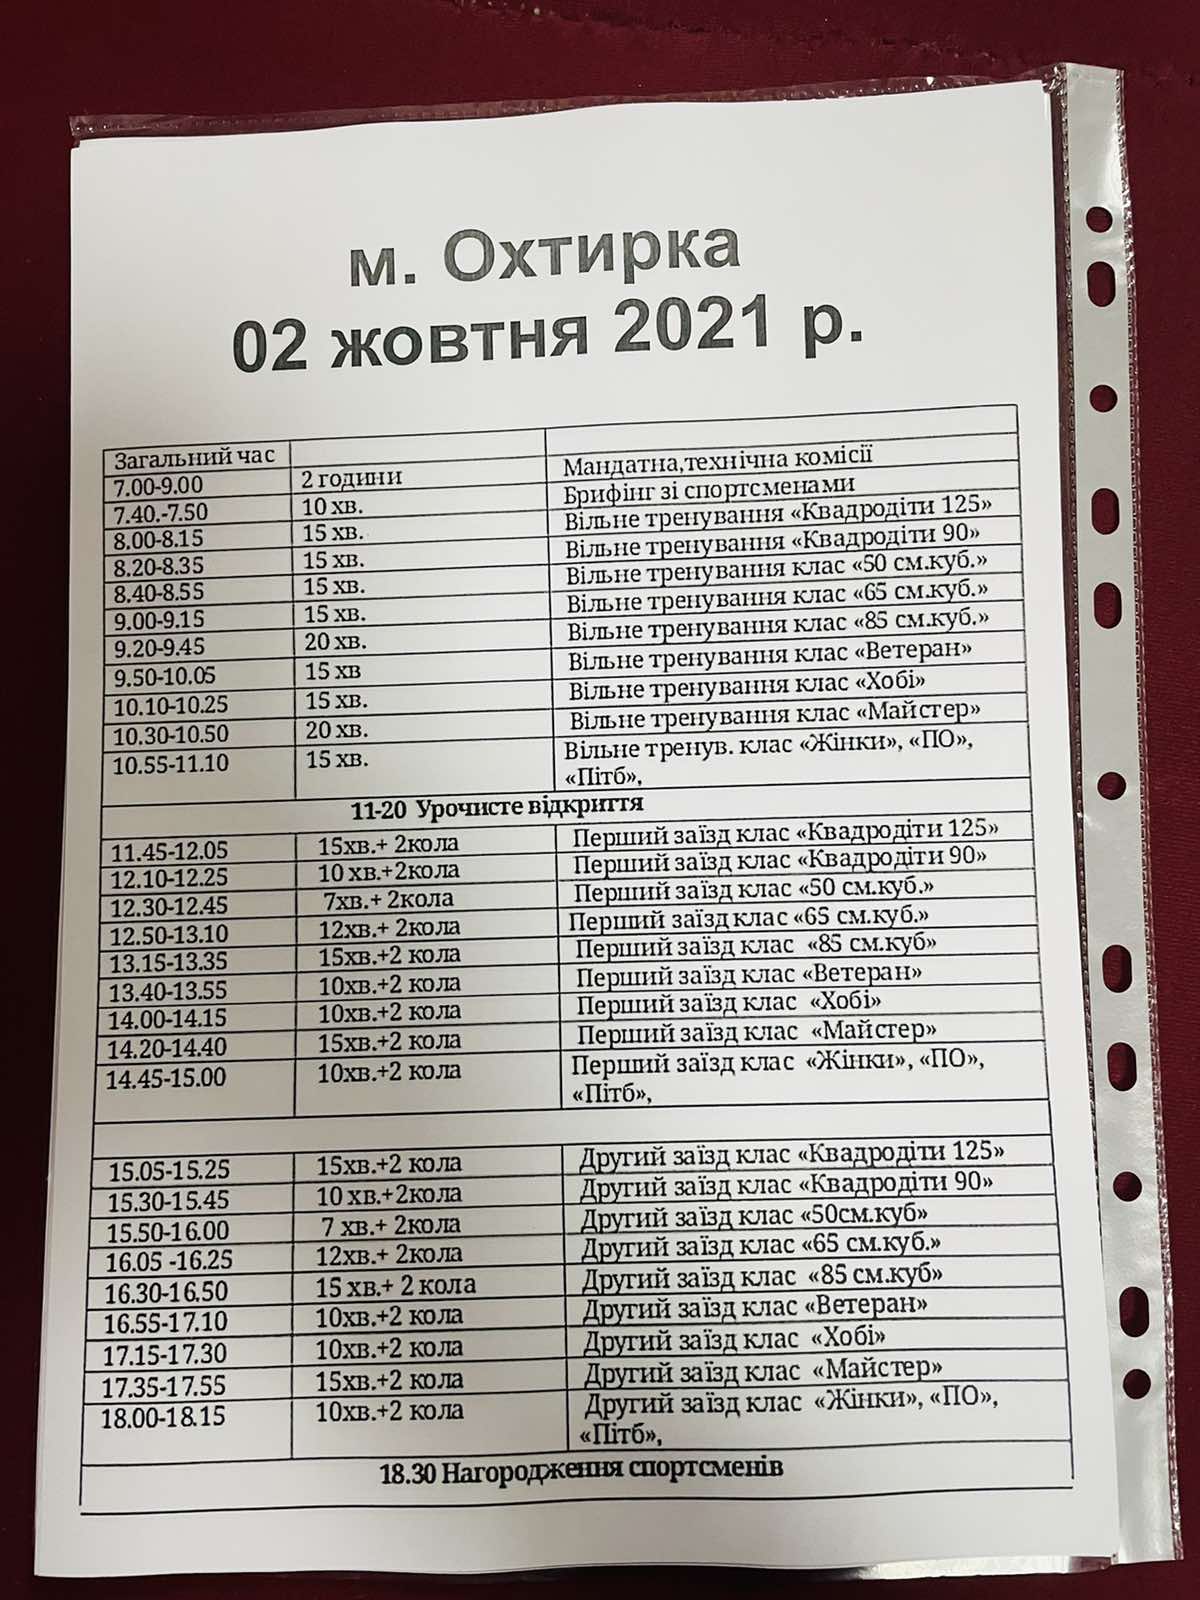 м. Охтирка
02 жовтня 2021 р.
Загальний час
7.00-9.00 2 години Мандатна,технічна комісії
7.40.-7.50 10 хв. Брифінг зі спортсменами
8.00-8.15 15 хв. Вільне тренування «Квадродіти 125»
8.20-8.35 15 хв. Вільне тренування «Квадродіти 90»
8.40-8.55 15 хв. Вільне тренування клас «50 см.куб.»
9.00-9.15 15 хв. Вільне тренування клас «65 см.куб.»
9.20-9.45 20 хв. Вільне тренування клас «85 см.куб.»
9.50-10.05 15 хв Вільне тренування клас «Ветеран»
10.10-10.25 15 хв. Вільне тренування клас «Хобі»
10.30-10.50 20 хв. Вільне тренування клас «Майстер»
10.55-11.10 15 хв. Вільне тренув. клас «Жінки», «ПО»,
«Пітб»,
11-20 Урочисте відкриття
11.45-12.05 15хв.+ 2кола Перший заїзд клас «Квадродіти 125»
12.10-12.25 10 хв.+2кола Перший заїзд клас «Квадродіти 90»
12.30-12.45 7хв.+ 2кола Перший заїзд клас «50 см.куб.»
12.50-13.10 12хв.+ 2кола Перший заїзд клас «65 см.куб.»
13.15-13.35 15хв.+2 кола Перший заїзд клас «85 см.куб»
13.40-13.55 10хв.+2 кола Перший заїзд клас «Ветеран»
14.00-14.15 10хв.+2 кола Перший заїзд клас «Хобі»
14.20-14.40 15хв.+2 кола Перший заїзд клас «Майстер»
14.45-15.00 10хв.+2 кола Перший заїзд клас «Жінки», «ПО»,
«Пітб»,
15.05-15.25 15хв.+2 кола Другий заїзд клас «Квадродіти 125»
15.30-15.45 10 хв.+2кола Другий заїзд клас «Квадродіти 90»
15.50-16.00 7 хв.+ 2кола Другий заїзд клас «50см.куб»
16.05 -16.25 12хв.+ 2кола Другий заїзд клас «65 см.куб.»
16.30-16.50 15 хв.+ 2 кола Другий заїзд клас «85 см.куб»
16.55-17.10 10хв.+2 кола Другий заїзд клас «Ветеран»
17.15-17.30 10хв.+2 кола Другий заїзд клас «Хобі»
17.35-17.55 15хв.+2 кола Другий заїзд клас «Майстер»
18.00-18.15 10хв.+2 кола Другий заїзд клас «Жінки», «ПО»,
«Пітб»,
18.30 Нагородження спортсменів